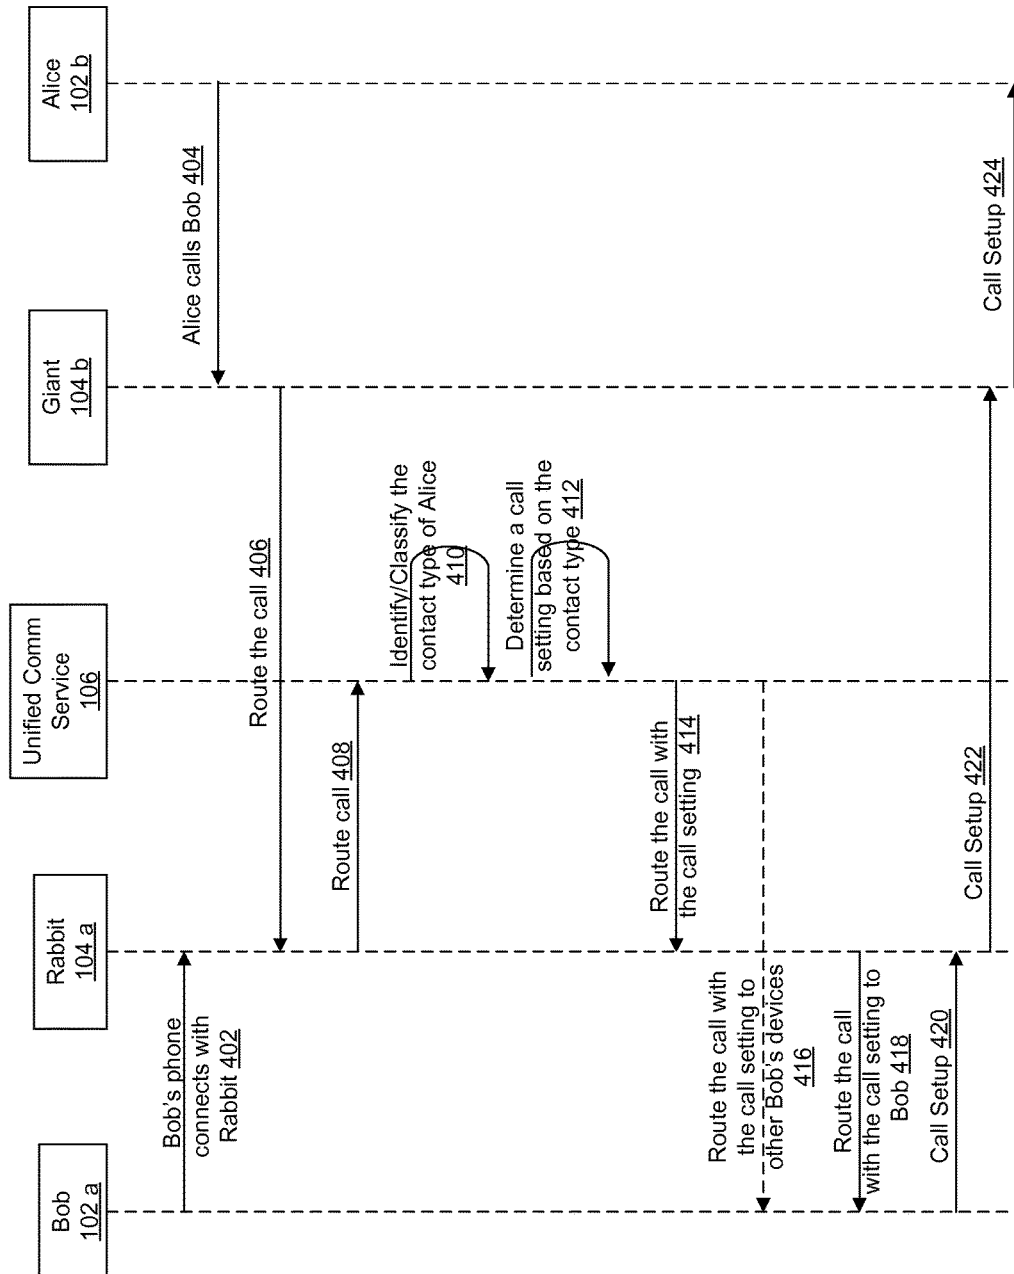 Bob
102 a
Rabbit
104 a
Unified Comm
Service
106
Giant
104 b
Alice
102 b
Bob's phone
connects with
Rabbit 402
Alice calls Bob 404
Route the call 406
Route call 408
Identify/Classify the
contact type of Alice
410
Determine a call
setting based on the
contact type 412
Route the call with
the call setting 414
Route the call with
the call setting to
other Bob's devices
416
Route the call
with the call setting to
Bob 418
Call Setup 420
Call Setup 422
Call Setup 424